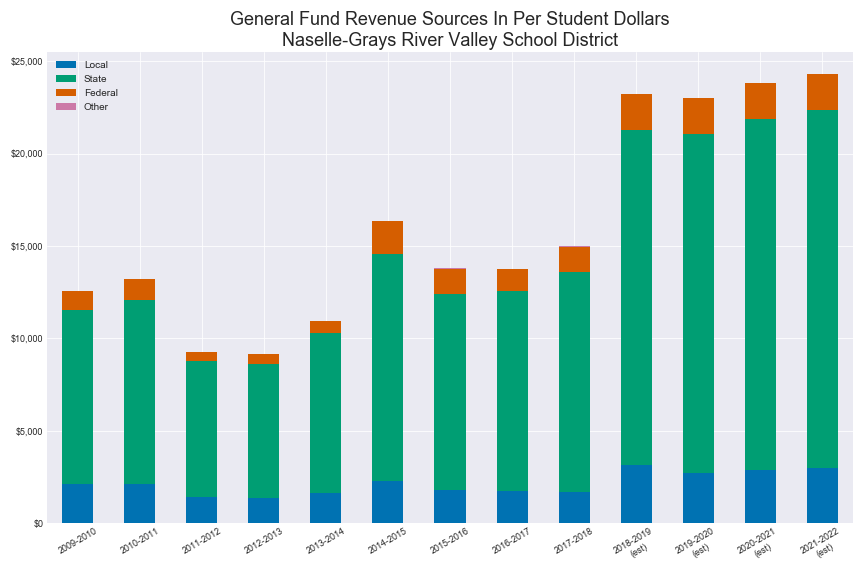 General Fund Revenue Sources In Per Student Dollars
Naselle-Grays River Valley School District
Local
State
Federal
Other
$25,000
$20,000
$15,000
$10,000
$5,000
$0
2009-2010
2010-2011
2011-2012
2012-2013
2013-2014
2014-2015
2015-2016
2016-2017
2017-2018
2018-2019
(est)
2019-2020
(est)
2020-2021
(est)
2021-2022
(est)